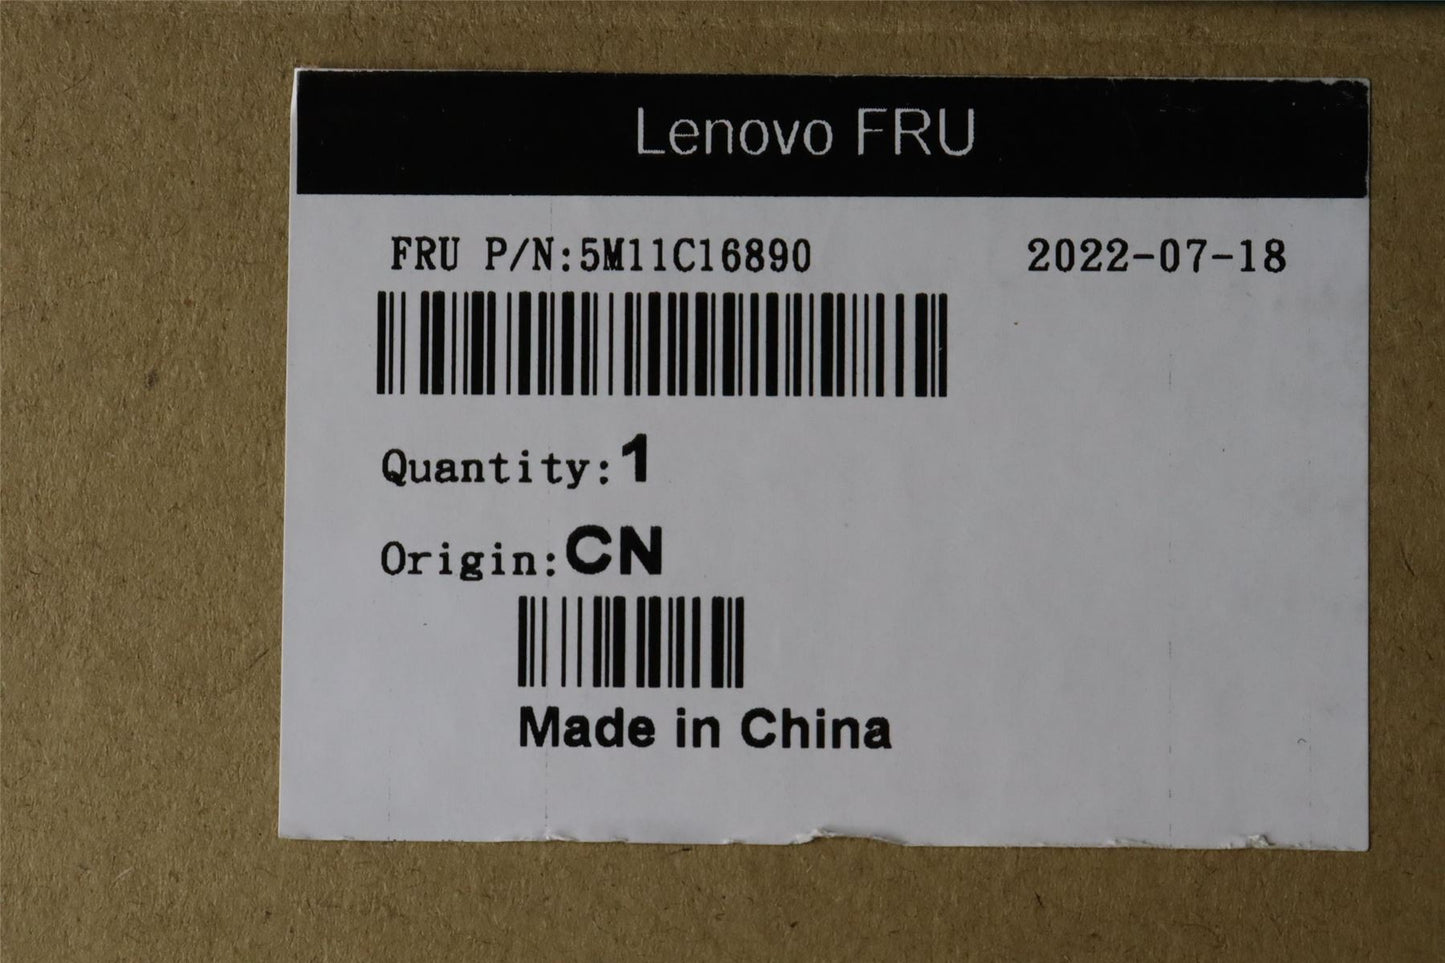 Lenovo FRU
FRU P/N:5M11C16890 2022-07-18
Quantity:1
Origin:CN
Made in China